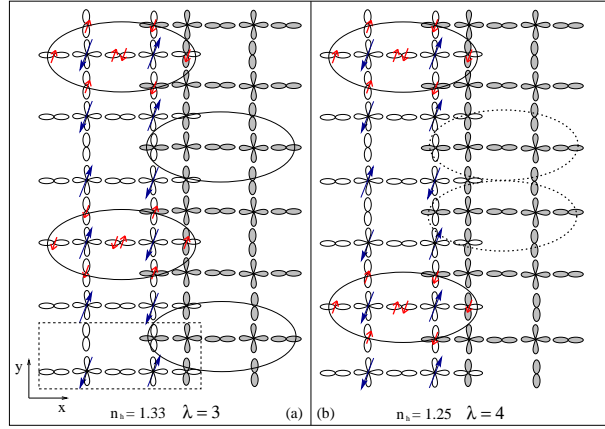 y
x
n_h = 1.33 λ = 3 (a)
(b) n_h = 1.25 λ = 4